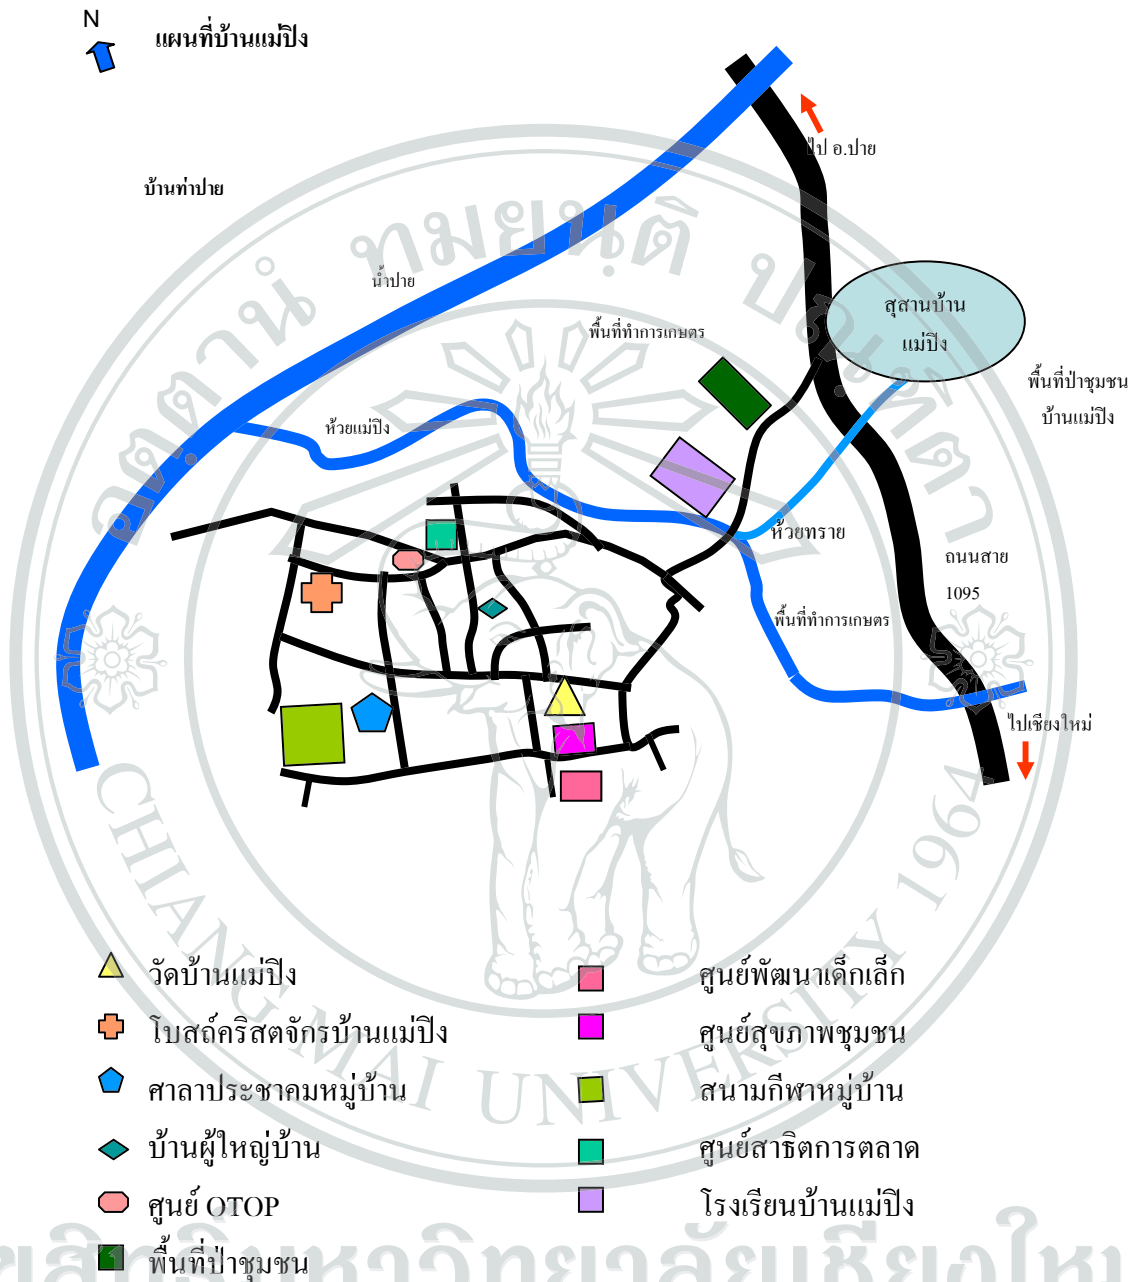 N
แผนที่บ้านแม่ปิง
ไป อ.ปาย
บ้านท่าปาย
น้ำปาย
สุสานบ้าน
แม่ปิง
พื้นที่ทำการเกษตร
พื้นที่ป่าชุมชน
บ้านแม่ปิง
ห้วยแม่ปิง
ห้วยทราย
ถนนสาย
1095
พื้นที่ทำการเกษตร
ไปเชียงใหม่
CHIANG MAI UNIVERSITY 1964
วัดบ้านแม่ปิง
ศูนย์พัฒนาเด็กเล็ก
โบสถ์คริสตจักรบ้านแม่ปิง
ศูนย์สุขภาพชุมชน
ศาลาประชาคมหมู่บ้าน
สนามกีฬาหมู่บ้าน
บ้านผู้ใหญ่บ้าน
ศูนย์สาธิตการตลาด
ศูนย์ OTOP
โรงเรียนบ้านแม่ปิง
พื้นที่ป่าชุมชน